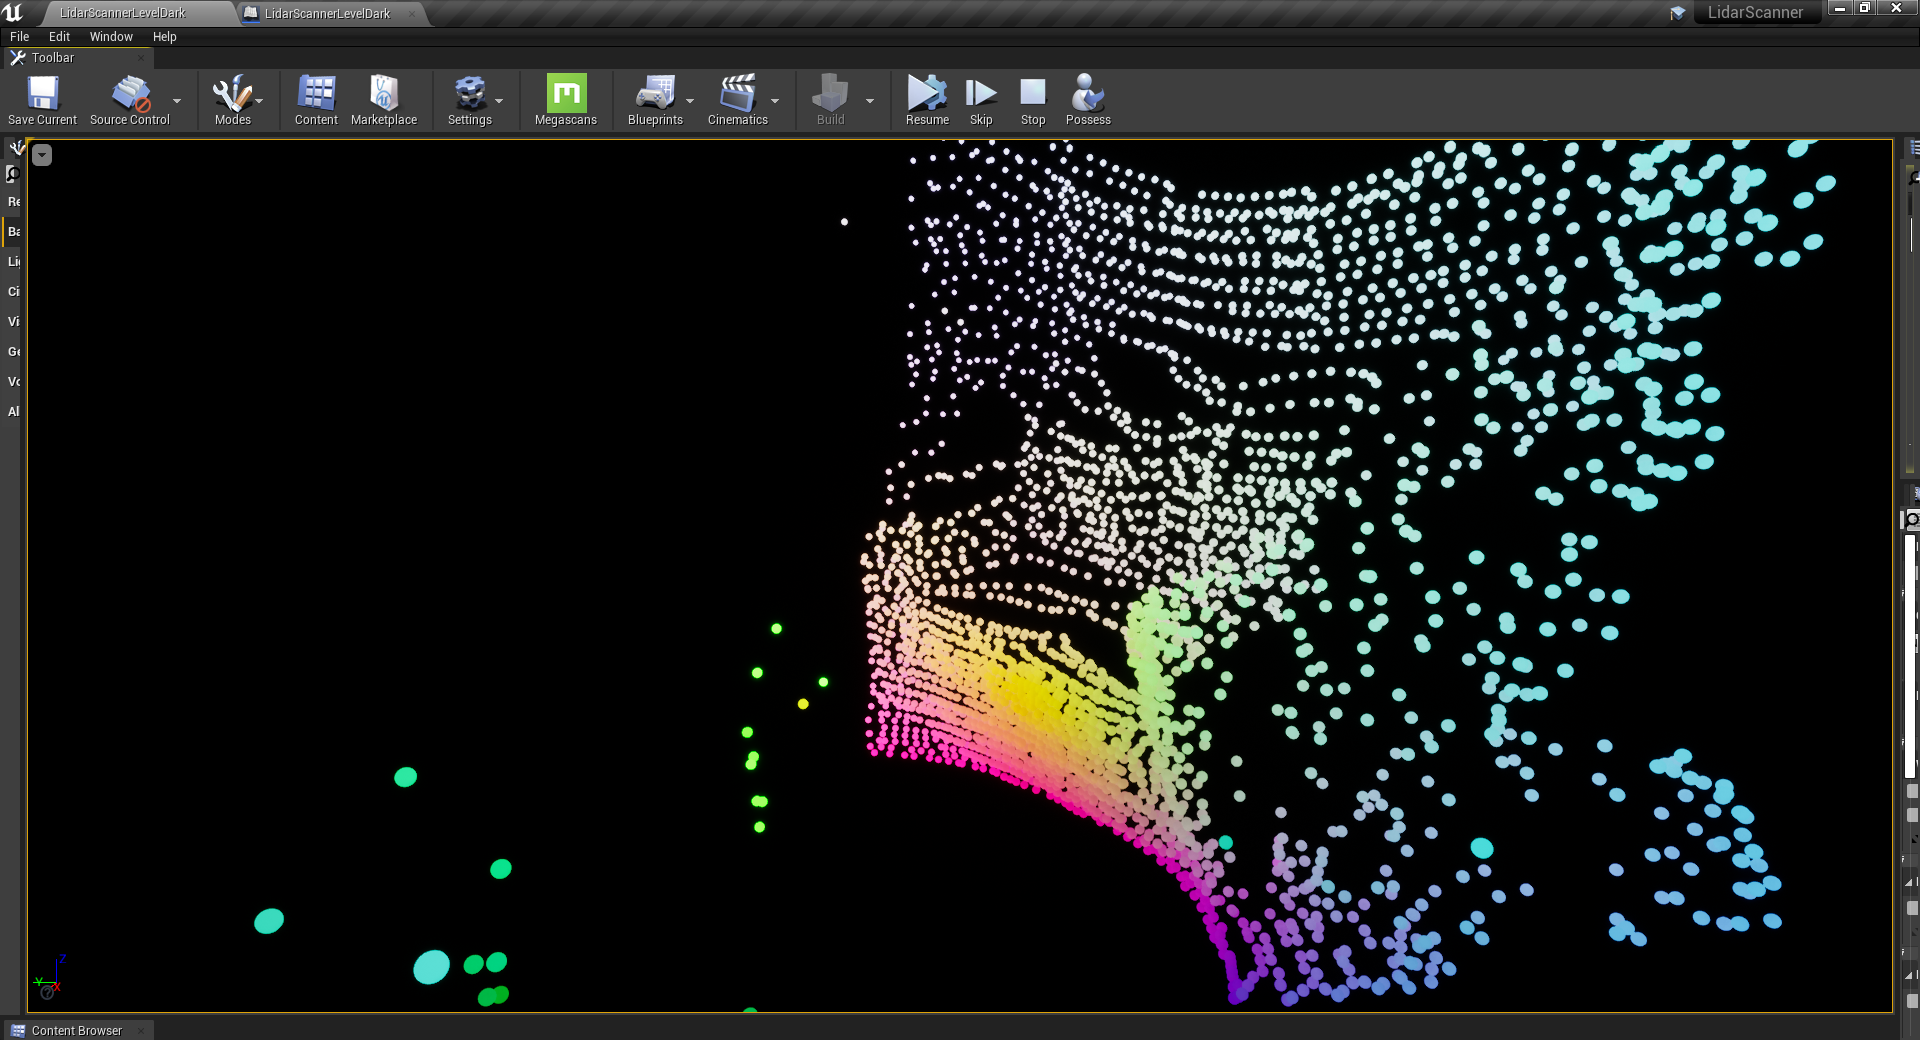 LidarScannerLevelDark
LidarScannerLevelDark
LidarScanner
File Edit Window Help
Toolbar
Save Current Source Control Modes Content Marketplace Settings Megascans Blueprints Cinematics Build Resume Skip Stop Possess
Re
Ba
Lig
Ci
Vi
Ge
Vo
Al
Z
Y
X
Content Browser